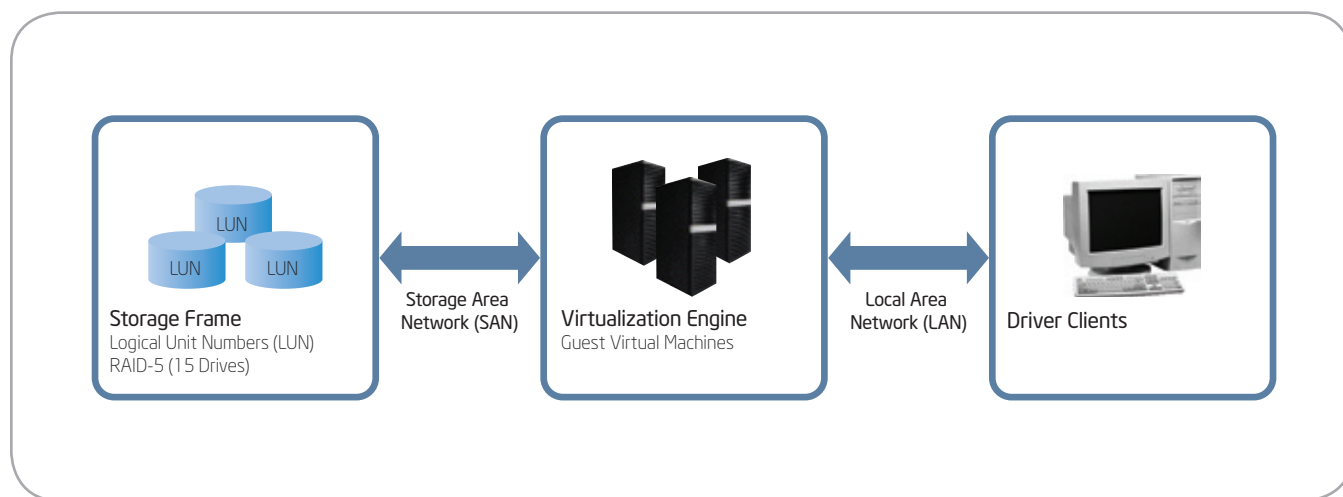 LUN
LUN
LUN
Storage Frame
Logical Unit Numbers (LUN)
RAID-5 (15 Drives)
Storage Area
Network (SAN)
Virtualization Engine
Guest Virtual Machines
Local Area
Network (LAN)
Driver Clients